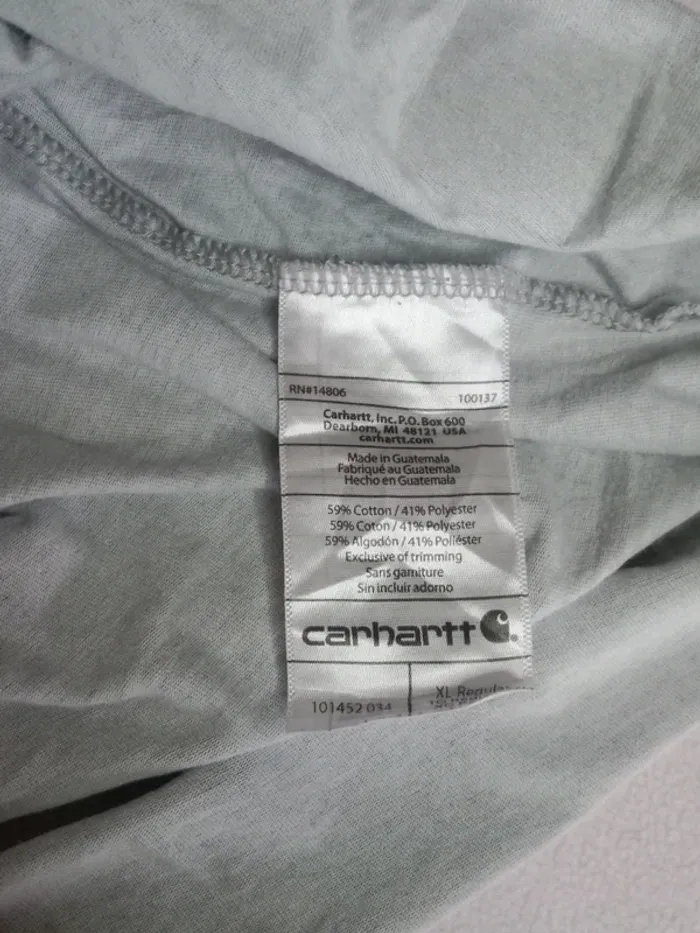 RN#14806 100137
Carhartt, Inc. P.O. Box 600
Dearborn, MI 48121 USA
carhartt.com
Made in Guatemala
Fabriqué au Guatemala
Hecho en Guatemala
59% Cotton / 41% Polyester
59% Coton / 41% Polyester
59% Algodón / 41% Poliéster
Exclusive of trimming
Sans garniture
Sin incluir adorno
carhartt
101452 034 XL Regular